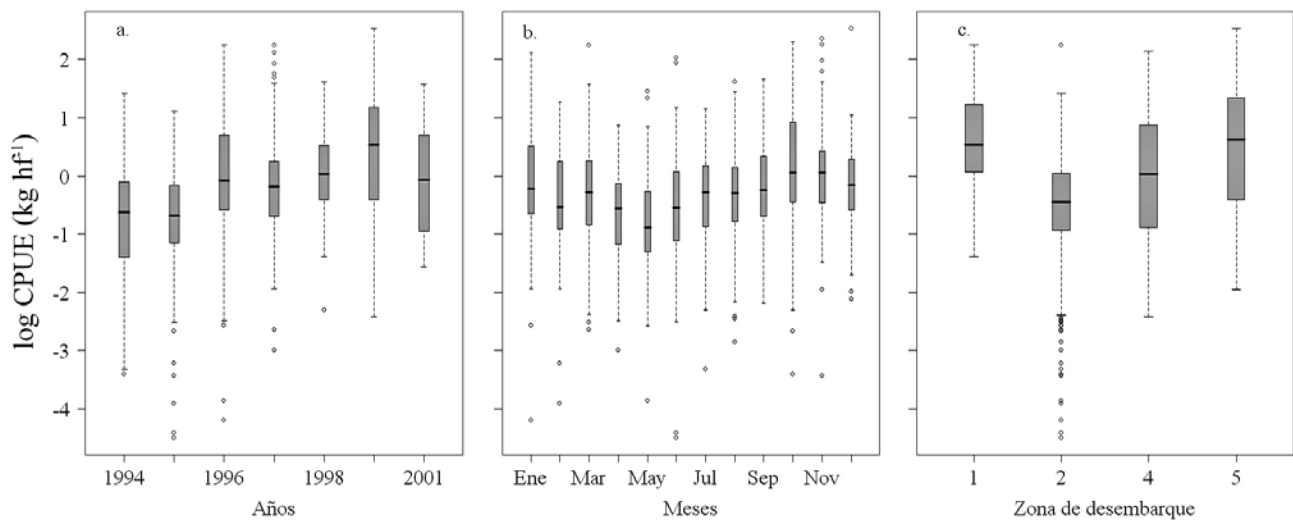 a.
b.
c.
log CPUE (kg hf⁻¹)
2
1
0
-1
-2
-3
-4
1994 1996 1998 2001
Ene Mar May Jul Sep Nov
1 2 4 5
Años
Meses
Zona de desembarque